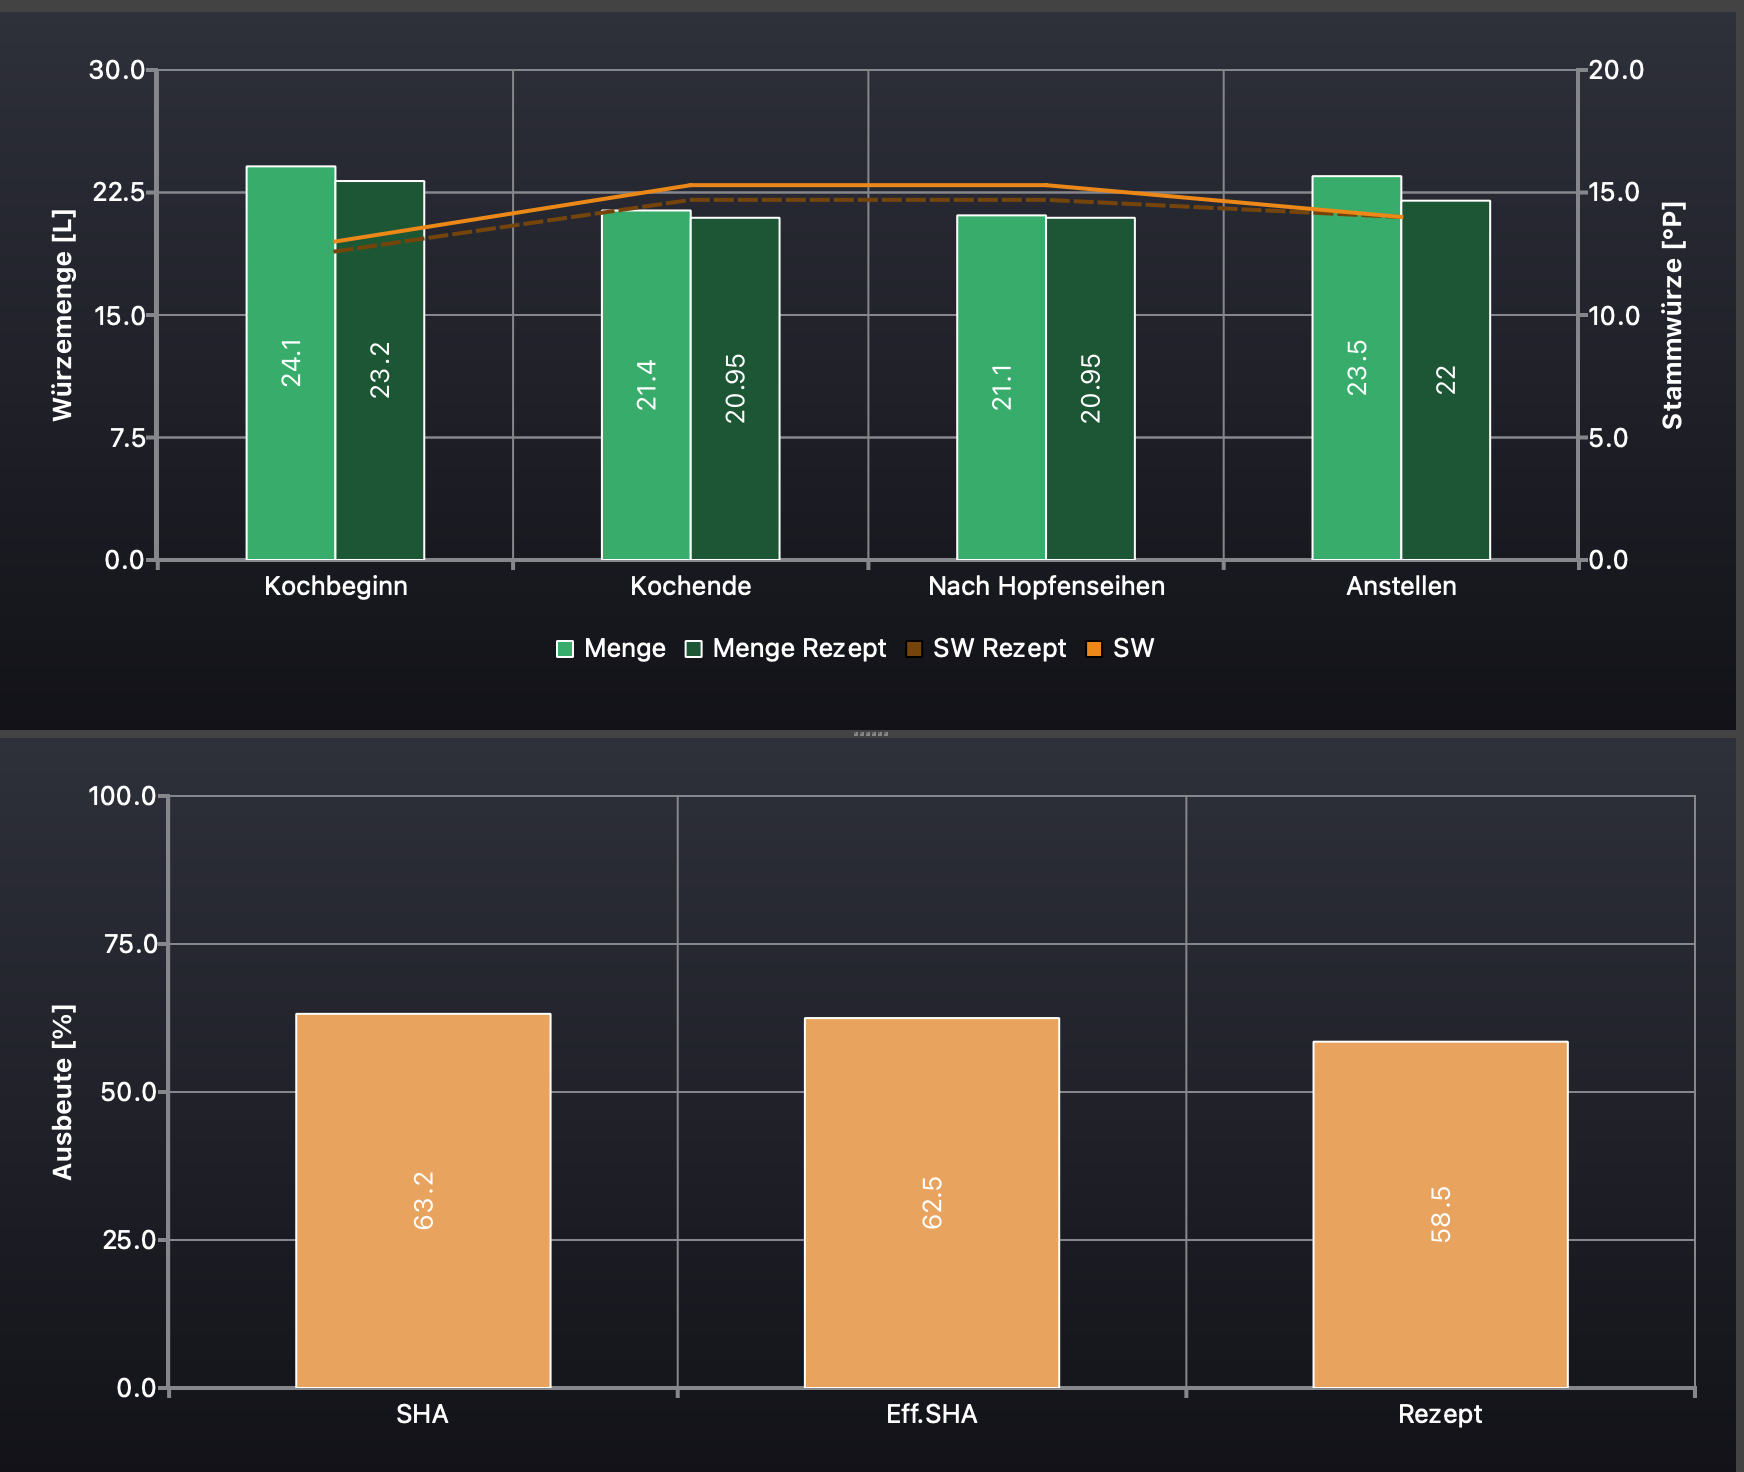 30.0
22.5
15.0
7.5
0.0
Würzemenge [L]
20.0
15.0
10.0
5.0
0.0
Stammwürze [°P]
24.1
23.2
21.4
20.95
21.1
20.95
23.5
22
Kochbeginn
Kochende
Nach Hopfenseihen
Anstellen
Menge
Menge Rezept
SW Rezept
SW
100.0
75.0
50.0
25.0
0.0
Ausbeute [%]
63.2
62.5
58.5
SHA
Eff.SHA
Rezept